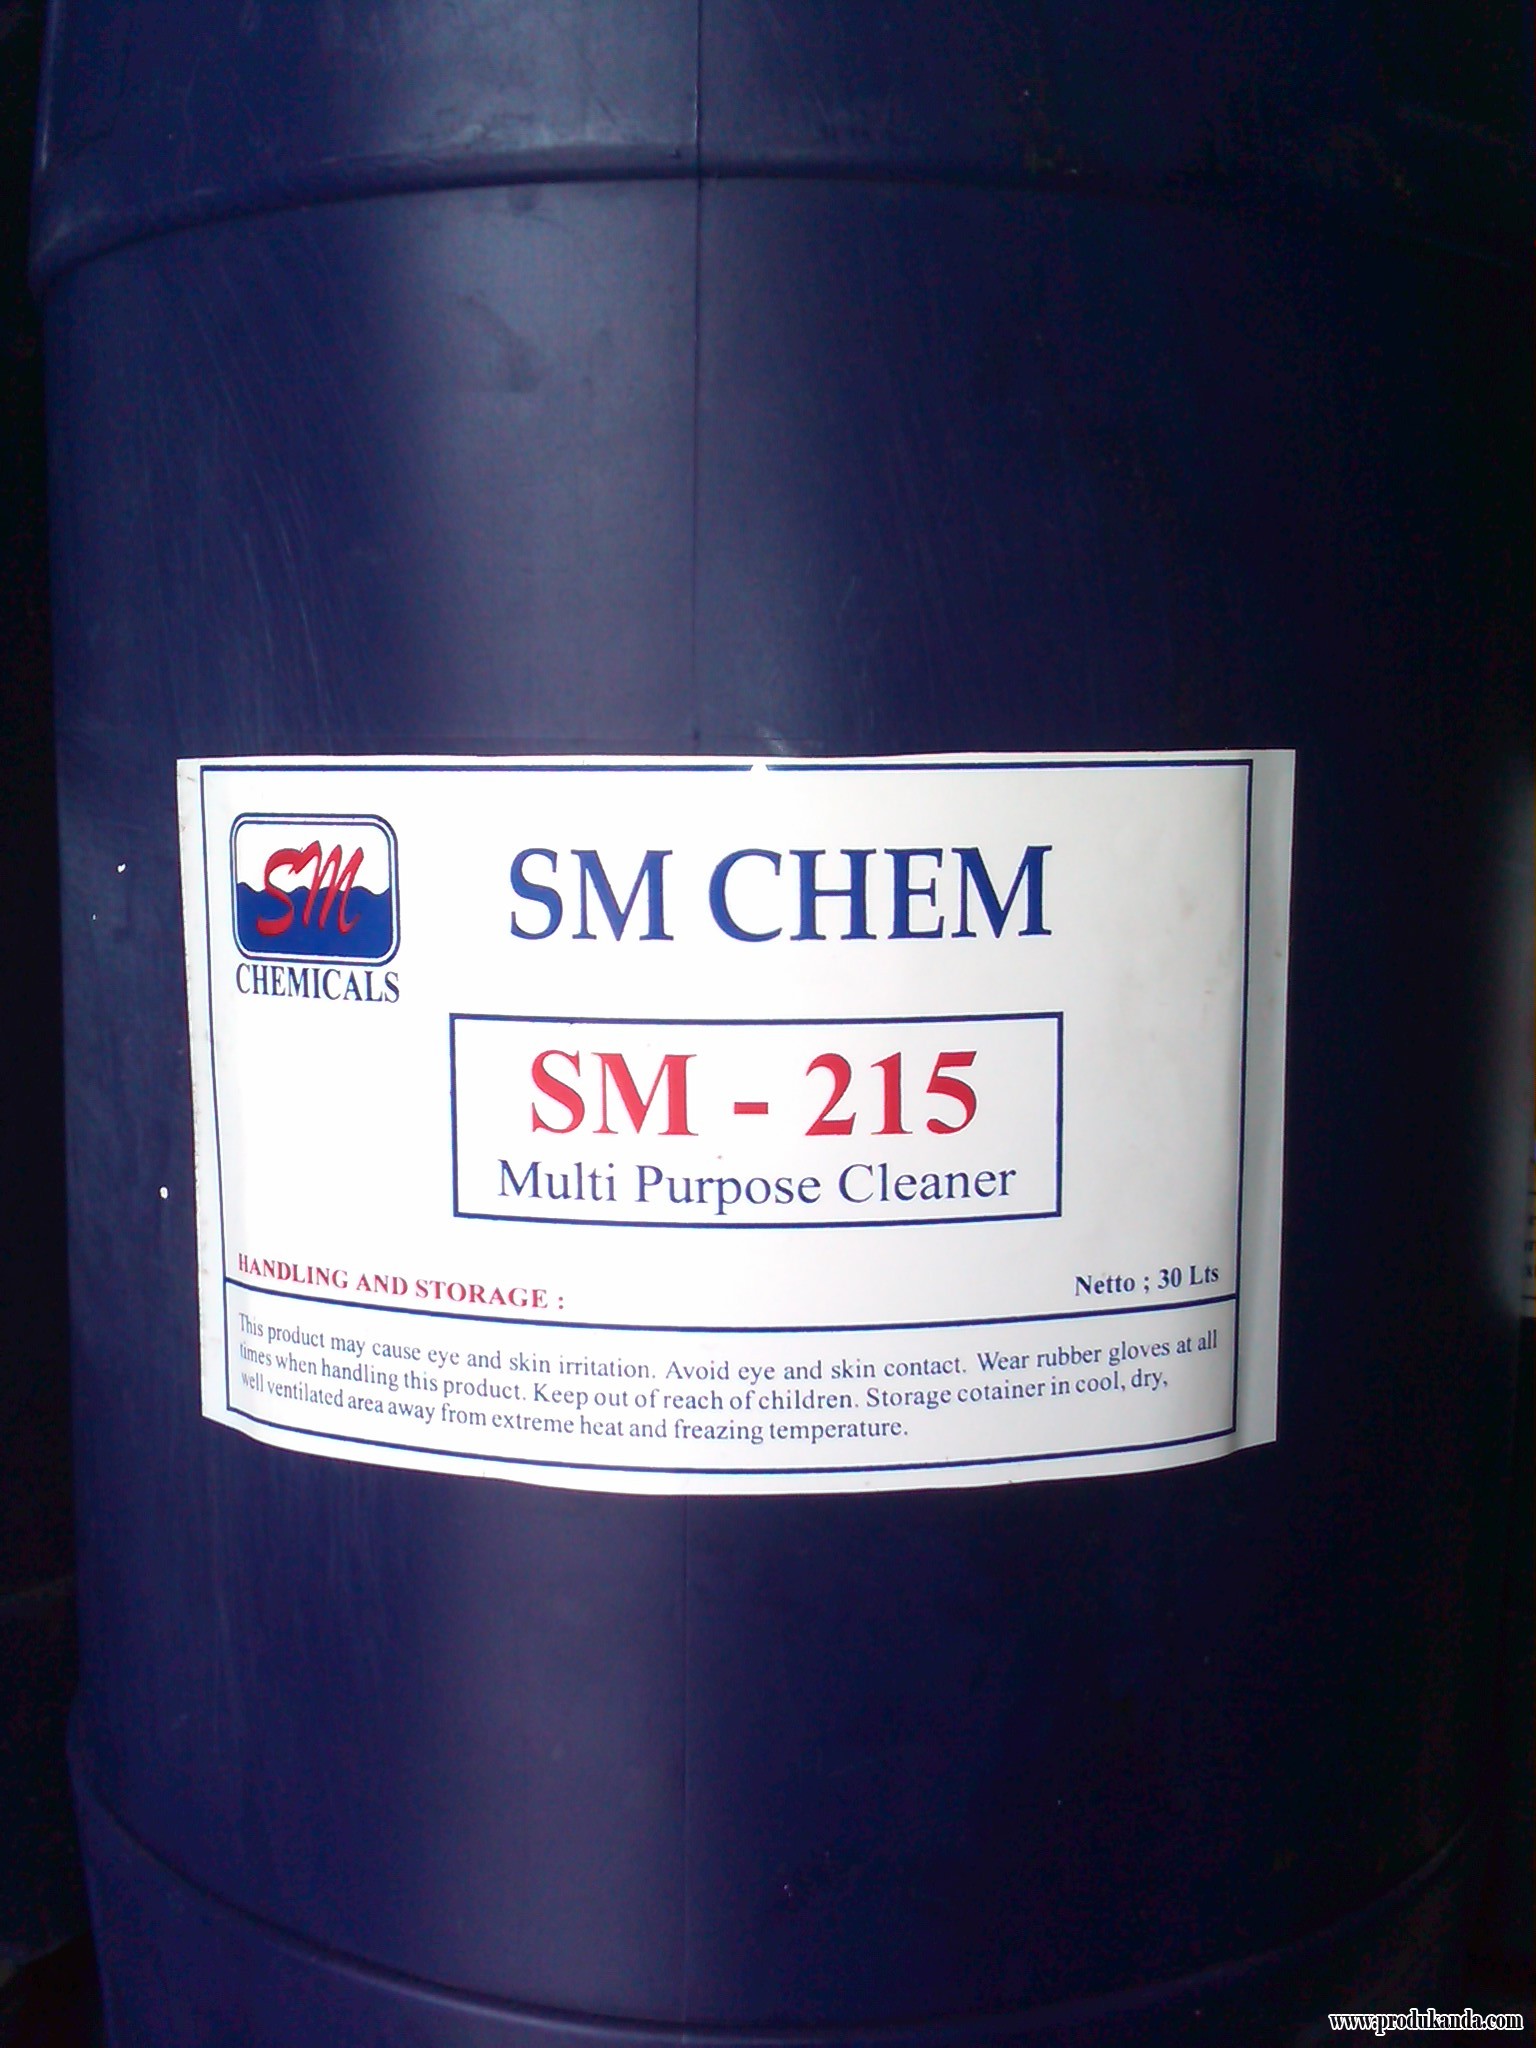 SM
CHEMICALS
SM CHEM
SM - 215
Multi Purpose Cleaner
HANDLING AND STORAGE :
Netto ; 30 Lts
This product may cause eye and skin irritation. Avoid eye and skin contact. Wear rubber gloves at all
times when handling this product. Keep out of reach of children. Storage cotainer in cool, dry,
well ventilated area away from extreme heat and freazing temperature.
www.produkanda.com